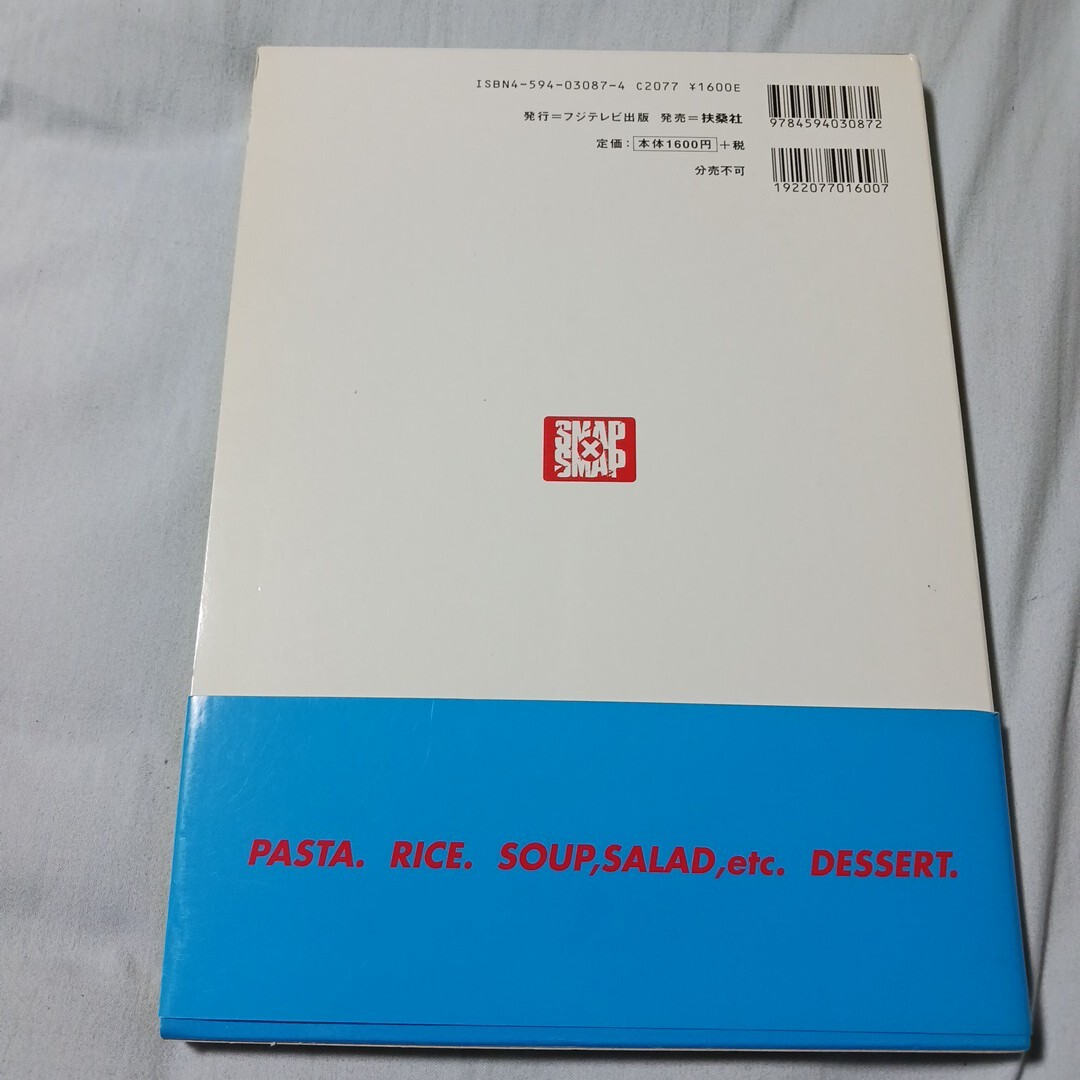 ISBN4-594-03087-4 C2077 ¥1600E
発行＝フジテレビ出版 発売＝扶桑社
定価：本体1600円＋税
分売不可
9784594030872
1922077016007
SMAP
×
SMAP
PASTA. RICE. SOUP,SALAD,etc. DESSERT.